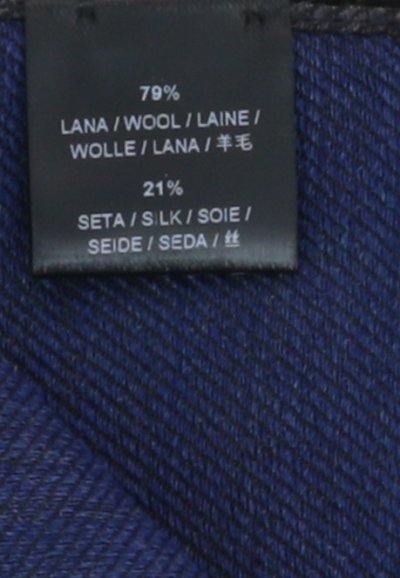 79%
LANA / WOOL / LAINE /
WOLLE / LANA / 羊毛
21%
SETA / SILK / SOIE /
SEIDE / SEDA / 丝